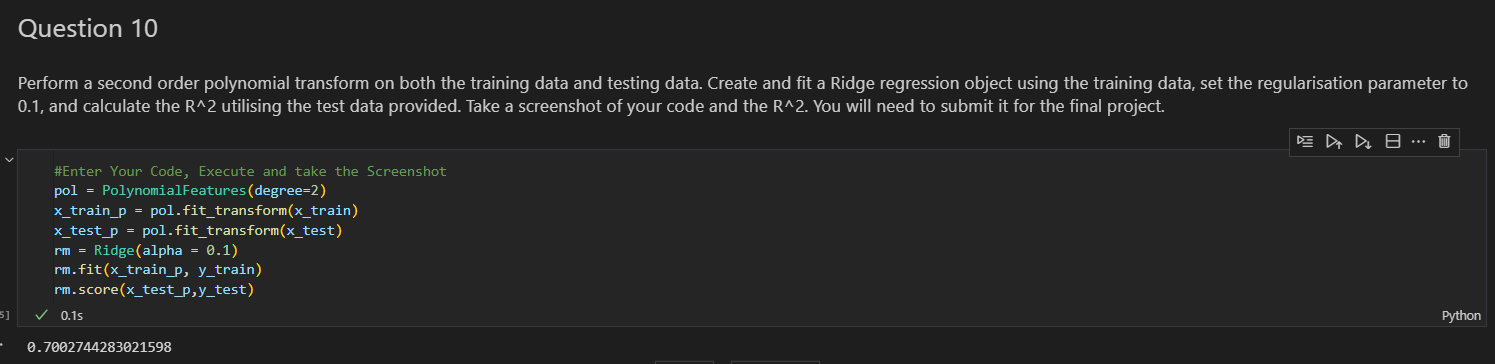 Question 10
Perform a second order polynomial transform on both the training data and testing data. Create and fit a Ridge regression object using the training data, set the regularisation parameter to
0.1, and calculate the R^2 utilising the test data provided. Take a screenshot of your code and the R^2. You will need to submit it for the final project.
#Enter Your Code, Execute and take the Screenshot
pol = PolynomialFeatures(degree=2)
x_train_p = pol.fit_transform(x_train)
x_test_p = pol.fit_transform(x_test)
rm = Ridge(alpha = 0.1)
rm.fit(x_train_p, y_train)
rm.score(x_test_p,y_test)
5] 0.1s Python
0.7002744283021598